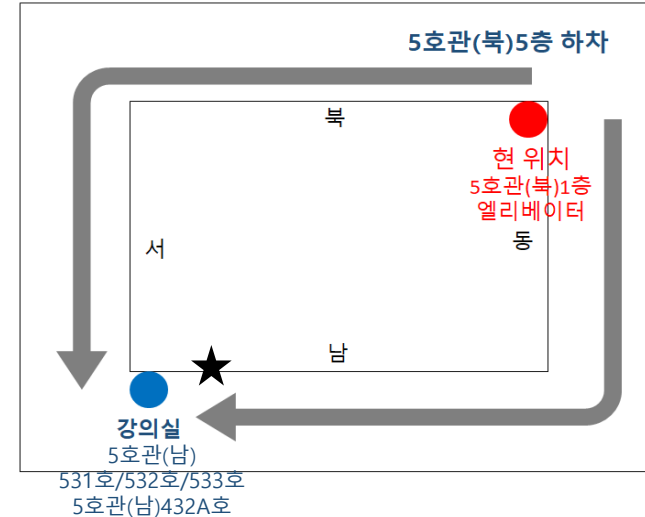 5호관(북)5층 하차
북
현 위치
5호관(북)1층
엘리베이터
서
동
남
강의실
5호관(남)
531호/532호/533호
5호관(남)432A호